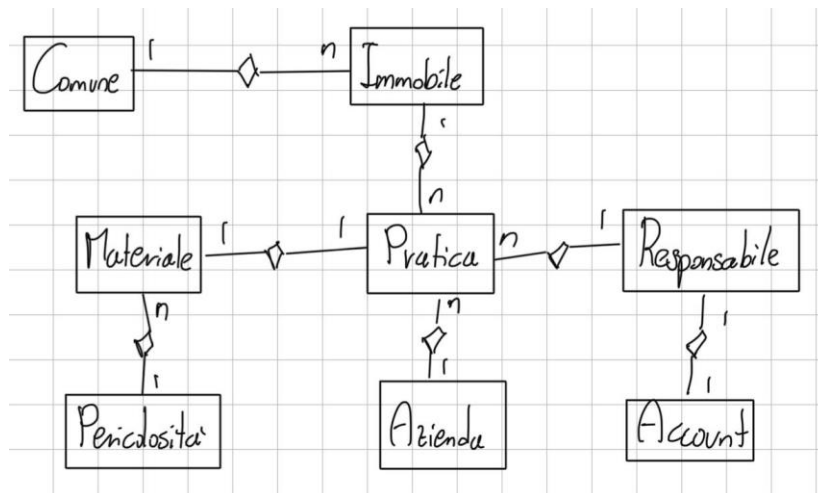 1 n
Comune Immobile
1
n
1 1 n 1
Materiale Pratica Responsabile
n n 1
1 1 1
Pericolosità Azienda Account